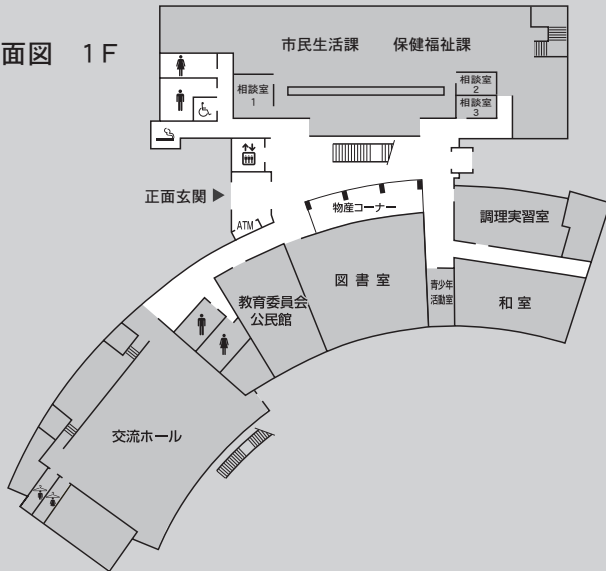 面図 1F
市民生活課 保健福祉課
相談室
1
相談室
2
相談室
3
正面玄関 ▶
ATM
物産コーナー
調理実習室
図書室
青少年
活動室
和室
教育委員会
公民館
交流ホール